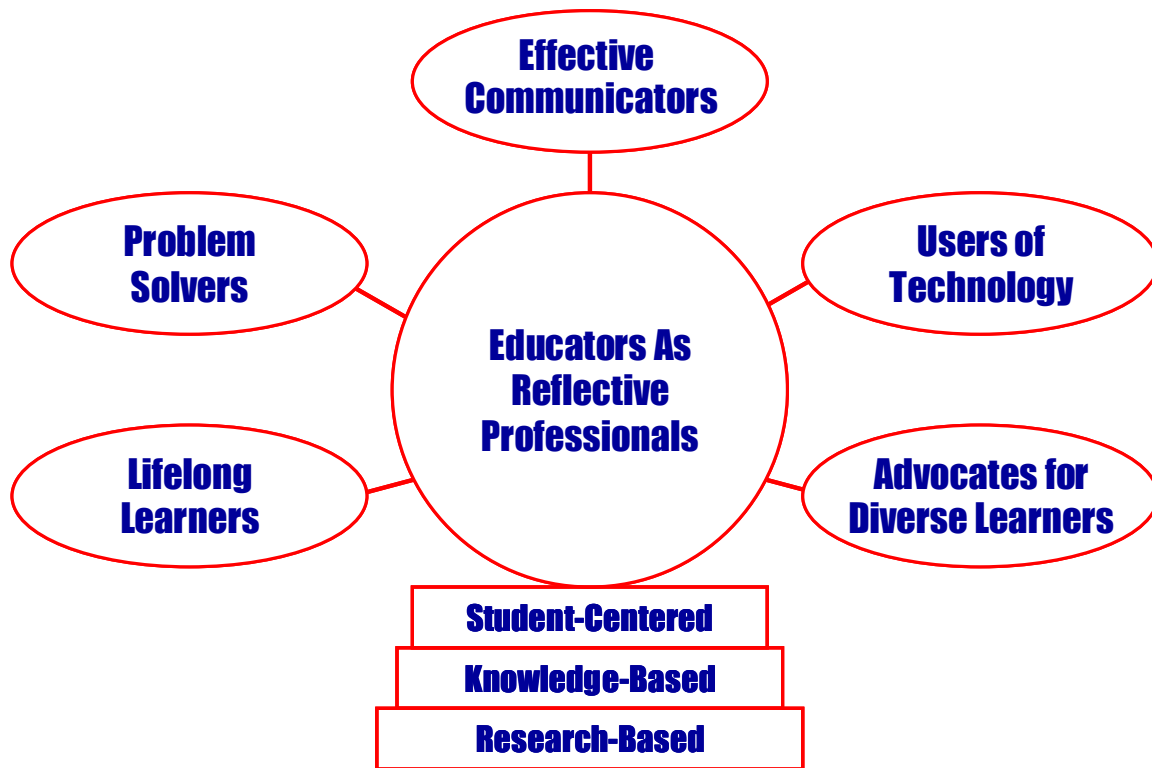 Effective
Communicators
Problem
Solvers
Users of
Technology
Educators As
Reflective
Professionals
Lifelong
Learners
Advocates for
Diverse Learners
Student-Centered
Knowledge-Based
Research-Based